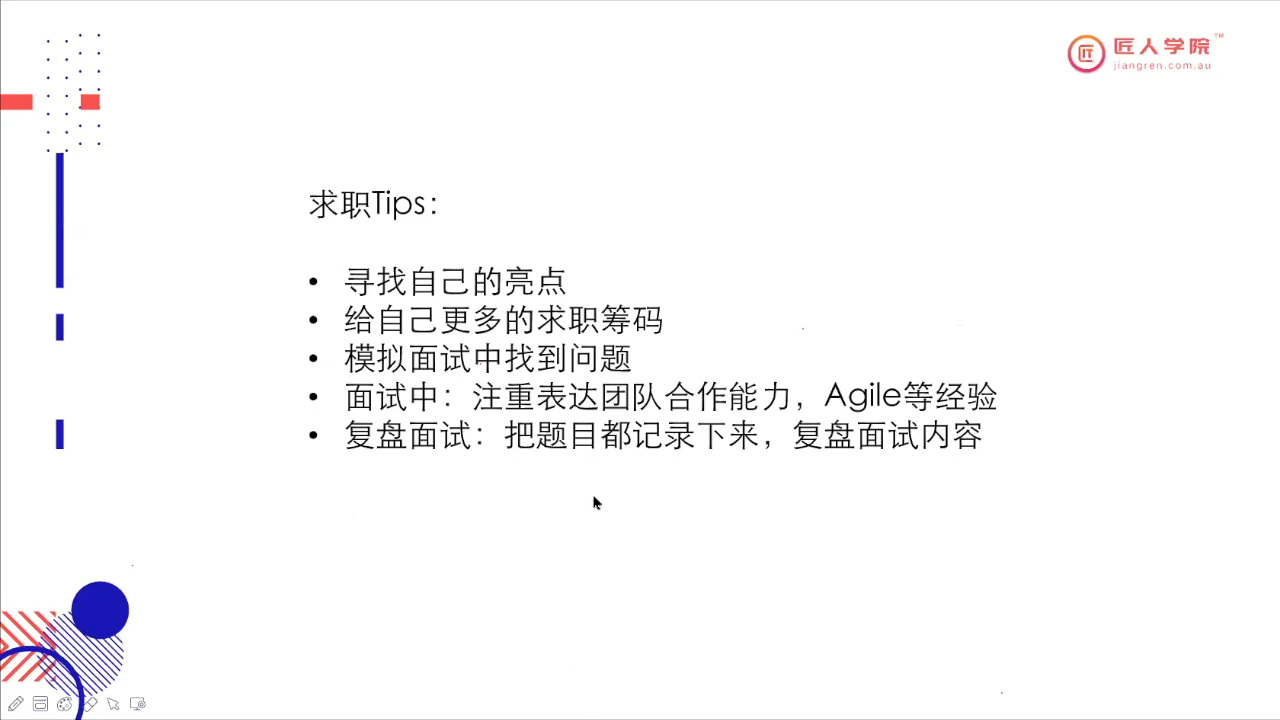 匠人学院™
jiangren.com.au
求职Tips：
• 寻找自己的亮点
• 给自己更多的求职筹码
• 模拟面试中找到问题
• 面试中：注重表达团队合作能力，Agile等经验
• 复盘面试：把题目都记录下来，复盘面试内容